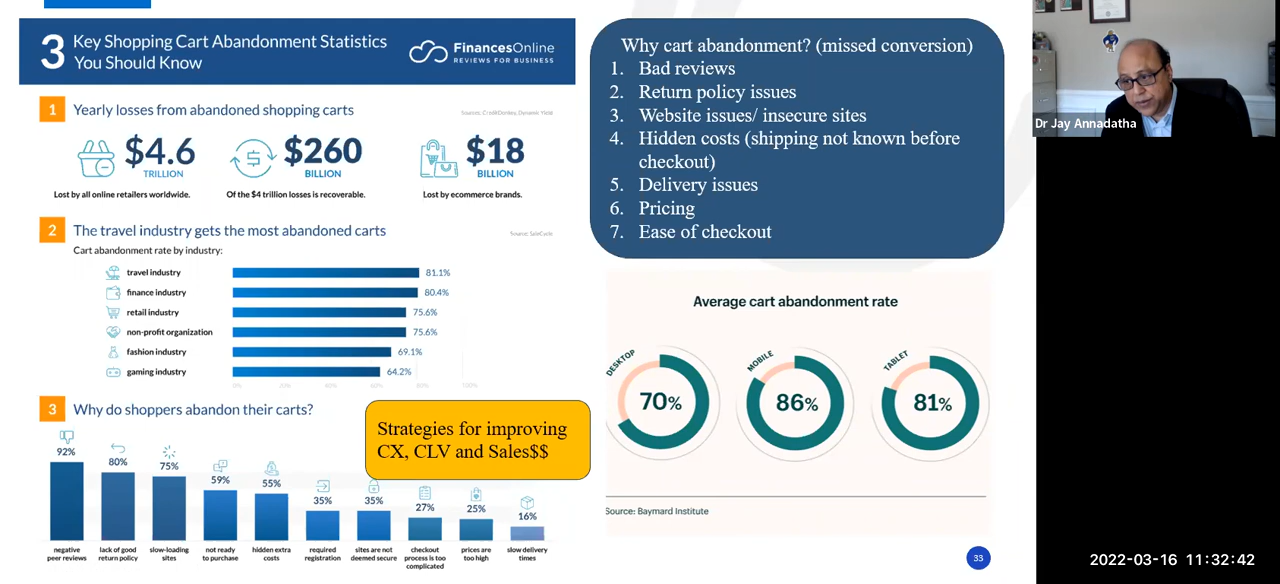 3 Key Shopping Cart Abandonment Statistics
You Should Know
FinancesOnline
REVIEWS FOR BUSINESS
1 Yearly losses from abandoned shopping carts
Sources: CreditDonkey, Dynamic Yield
$4.6
TRILLION
Lost by all online retailers worldwide.
$260
BILLION
Of the $4 trillion losses is recoverable.
$18
BILLION
Lost by ecommerce brands.
2 The travel industry gets the most abandoned carts
Source: SaleCycle
Cart abandonment rate by industry:
travel industry 81.1%
finance industry 80.4%
retail industry 75.6%
non-profit organization 75.6%
fashion industry 69.1%
gaming industry 64.2%
0% 20% 40% 60% 80% 100%
3 Why do shoppers abandon their carts?
92%
80%
75%
59%
55%
35%
35%
27%
25%
16%
negative
peer reviews
lack of good
return policy
slow-loading
sites
not ready
to purchase
hidden extra
costs
required
registration
sites are not
deemed secure
checkout
process is too
complicated
prices are
too high
slow delivery
times
Strategies for improving
CX, CLV and Sales$$
Why cart abandonment? (missed conversion)
1. Bad reviews
2. Return policy issues
3. Website issues/ insecure sites
4. Hidden costs (shipping not known before
checkout)
5. Delivery issues
6. Pricing
7. Ease of checkout
Average cart abandonment rate
DESKTOP
70%
MOBILE
86%
TABLET
81%
Source: Baymard Institute
33
Dr Jay Annadatha
2022-03-16 11:32:42